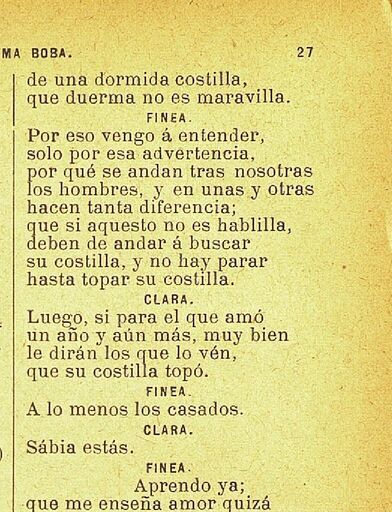 MA BOBA. 27
de una dormida costilla,
que duerma no es maravilla.
FINEA.
Por eso vengo á entender,
solo por esa advertencia,
por qué se andan tras nosotras
los hombres, y en unas y otras
hacen tanta diferencia;
que si aquesto no es hablilla,
deben de andar á buscar
su costilla, y no hay parar
hasta topar su costilla.
CLARA.
Luego, si para el que amó
un año y aún más, muy bien
le dirán los que lo vén,
que su costilla topó.
FINEA.
A lo menos los casados.
CLARA.
Sábia estás.
FINEA.
Aprendo ya;
que me enseña amor quizá